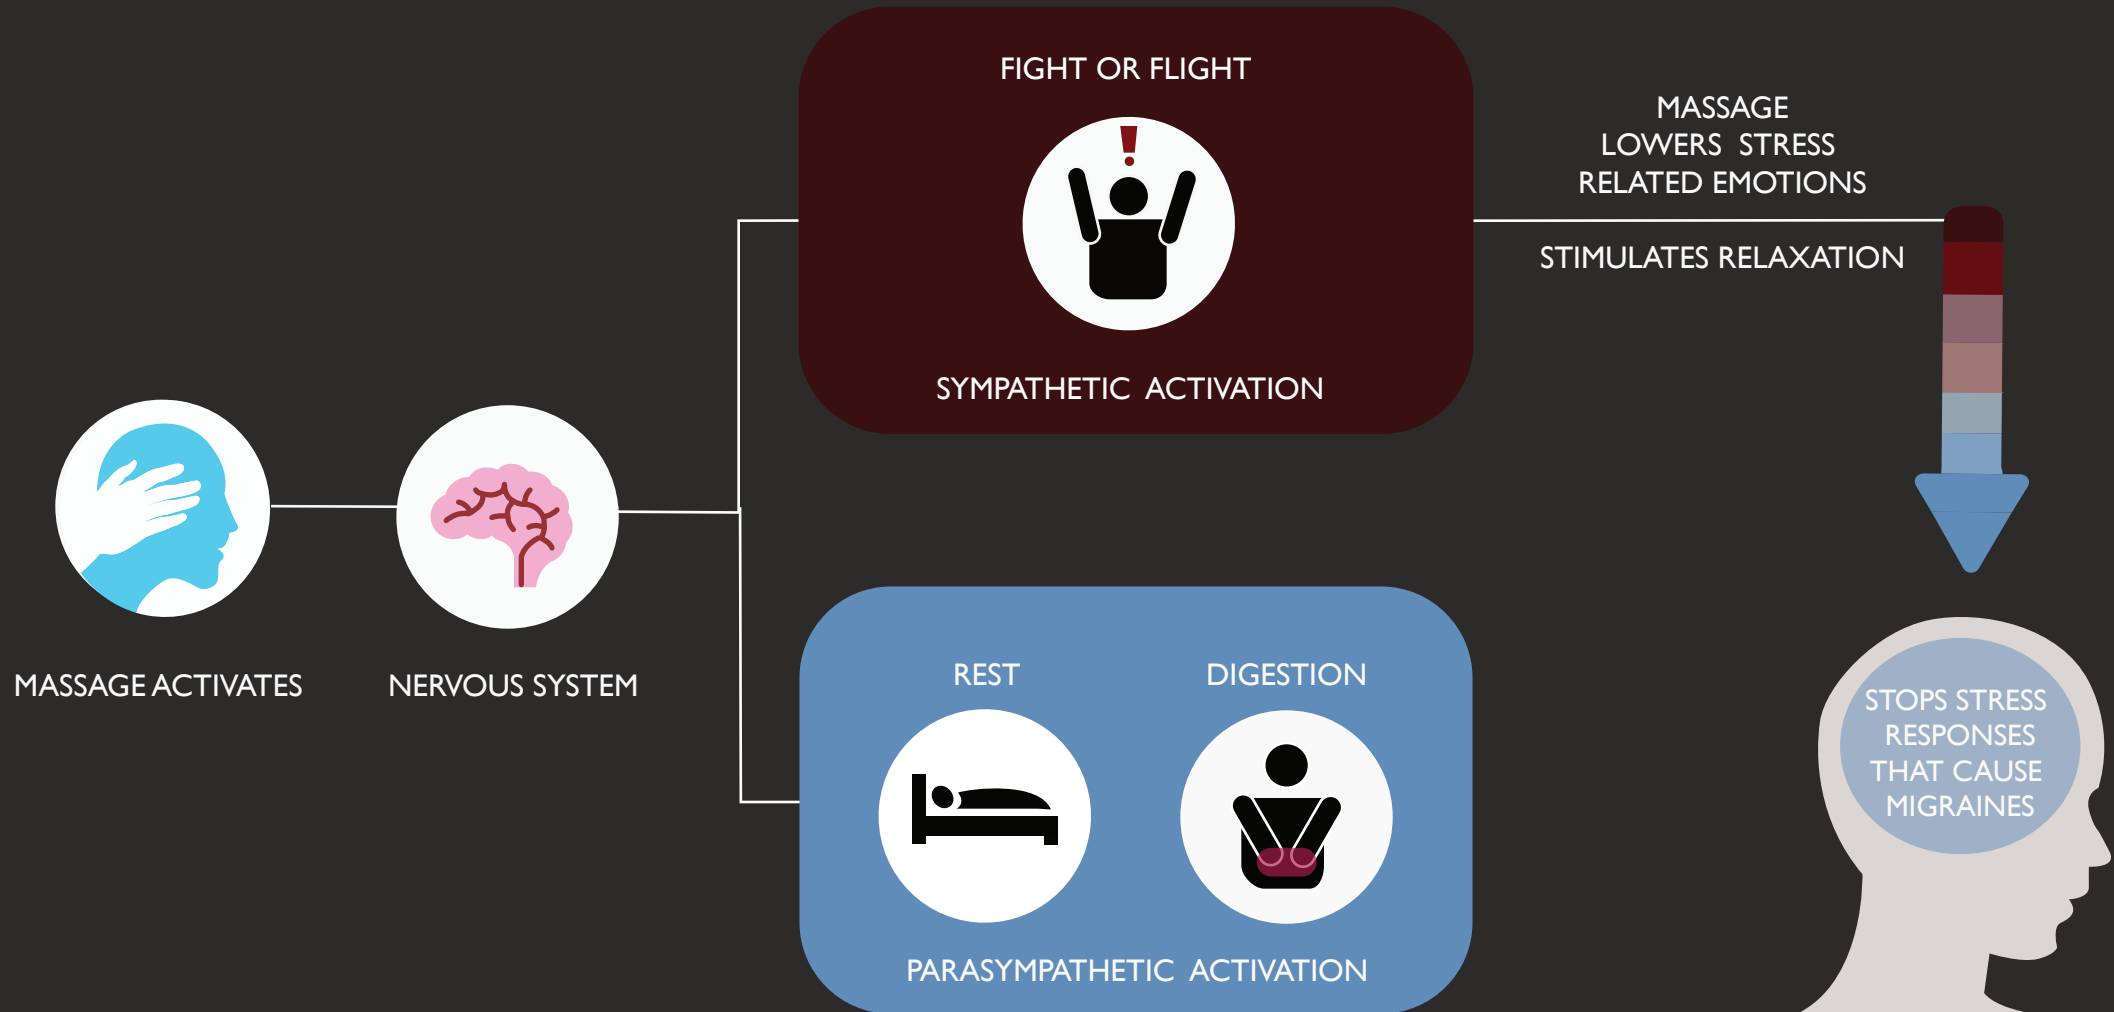 MASSAGE ACTIVATES
NERVOUS SYSTEM
FIGHT OR FLIGHT
!
SYMPATHETIC ACTIVATION
REST
DIGESTION
PARASYMPATHETIC ACTIVATION
MASSAGE
LOWERS STRESS
RELATED EMOTIONS
STIMULATES RELAXATION
STOPS STRESS
RESPONSES
THAT CAUSE
MIGRAINES